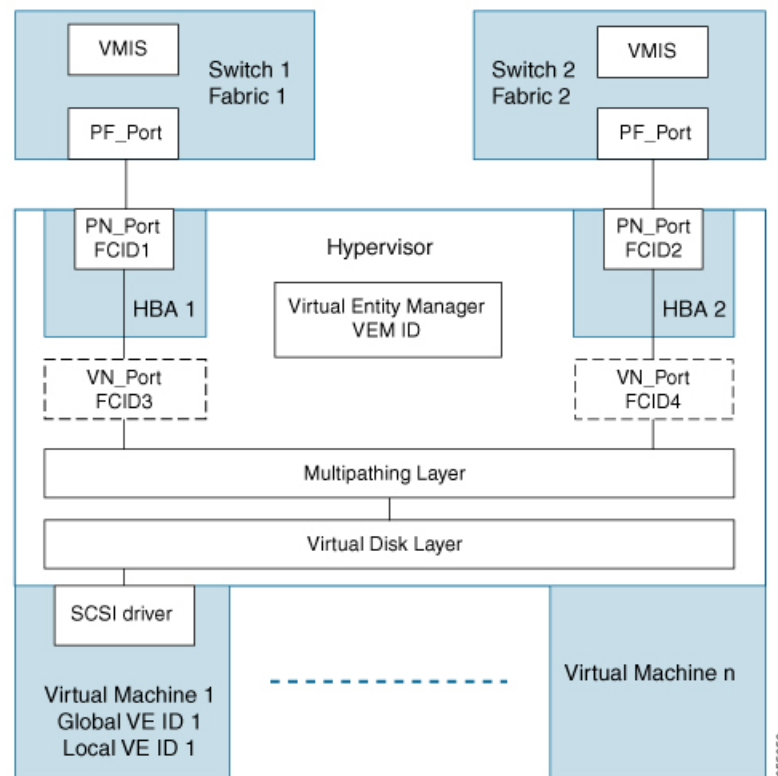 VMIS
Switch 1
Fabric 1
PF_Port
VMIS
Switch 2
Fabric 2
PF_Port
PN_Port
FCID1
HBA 1
Hypervisor
Virtual Entity Manager
VEM ID
PN_Port
FCID2
HBA 2
VN_Port
FCID3
VN_Port
FCID4
Multipathing Layer
Virtual Disk Layer
SCSI driver
Virtual Machine 1
Global VE ID 1
Local VE ID 1
Virtual Machine n